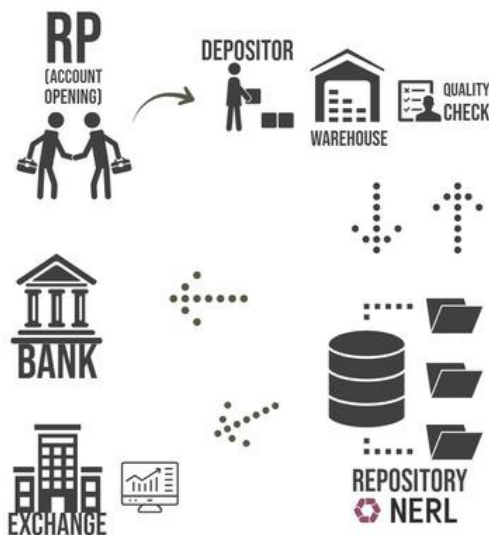 RP
(ACCOUNT
OPENING)
DEPOSITOR
WAREHOUSE
QUALITY
CHECK
BANK
EXCHANGE
REPOSITORY
NERL